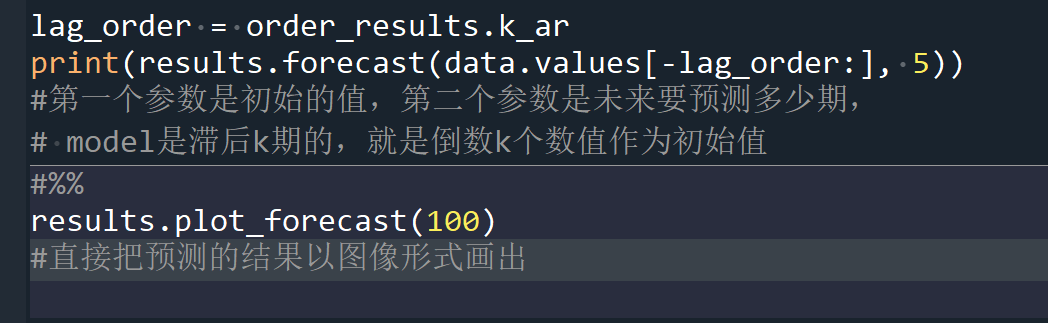 lag_order = order_results.k_ar
print(results.forecast(data.values[-lag_order:], 5))
#第一个参数是初始的值，第二个参数是未来要预测多少期，
# model是滞后k期的，就是倒数k个数值作为初始值
#%%
results.plot_forecast(100)
#直接把预测的结果以图像形式画出